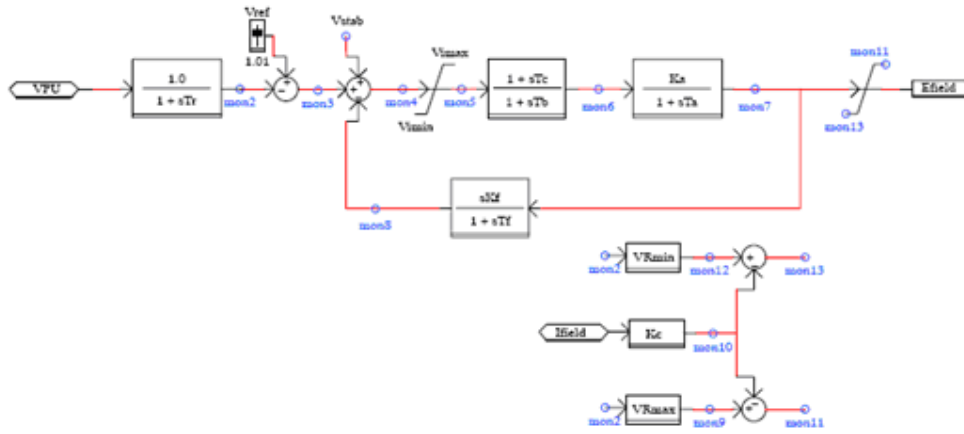 Vref
1.01
Vstab
VPU
1.0
1 + sTr
mon2
mon3
mon4
Vimax
Vimin
mon5
1 + sTc
1 + sTb
mon6
Ka
1 + sTa
mon7
mon11
mon13
Efield
mon8
sKf
1 + sTf
mon2
VRmin
mon12
mon13
Ifield
Kc
mon10
mon2
VRmax
mon9
mon11